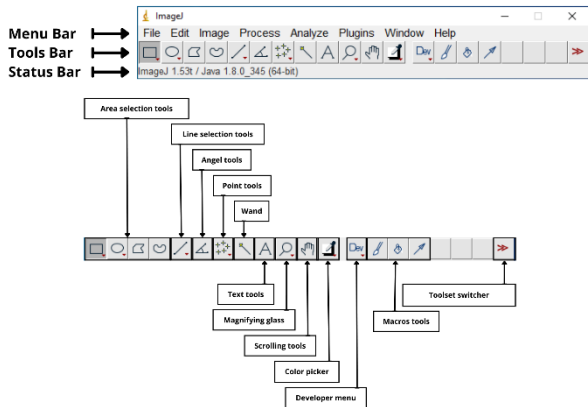 ImageJ
Menu Bar
File Edit Image Process Analyze Plugins Window Help
Tools Bar
Dev
Status Bar
ImageJ 1.53t / Java 1.8.0_345 (64-bit)
Area selection tools
Line selection tools
Angel tools
Point tools
Wand
Dev
Text tools
Toolset switcher
Magnifying glass
Macros tools
Scrolling tools
Color picker
Developer menu